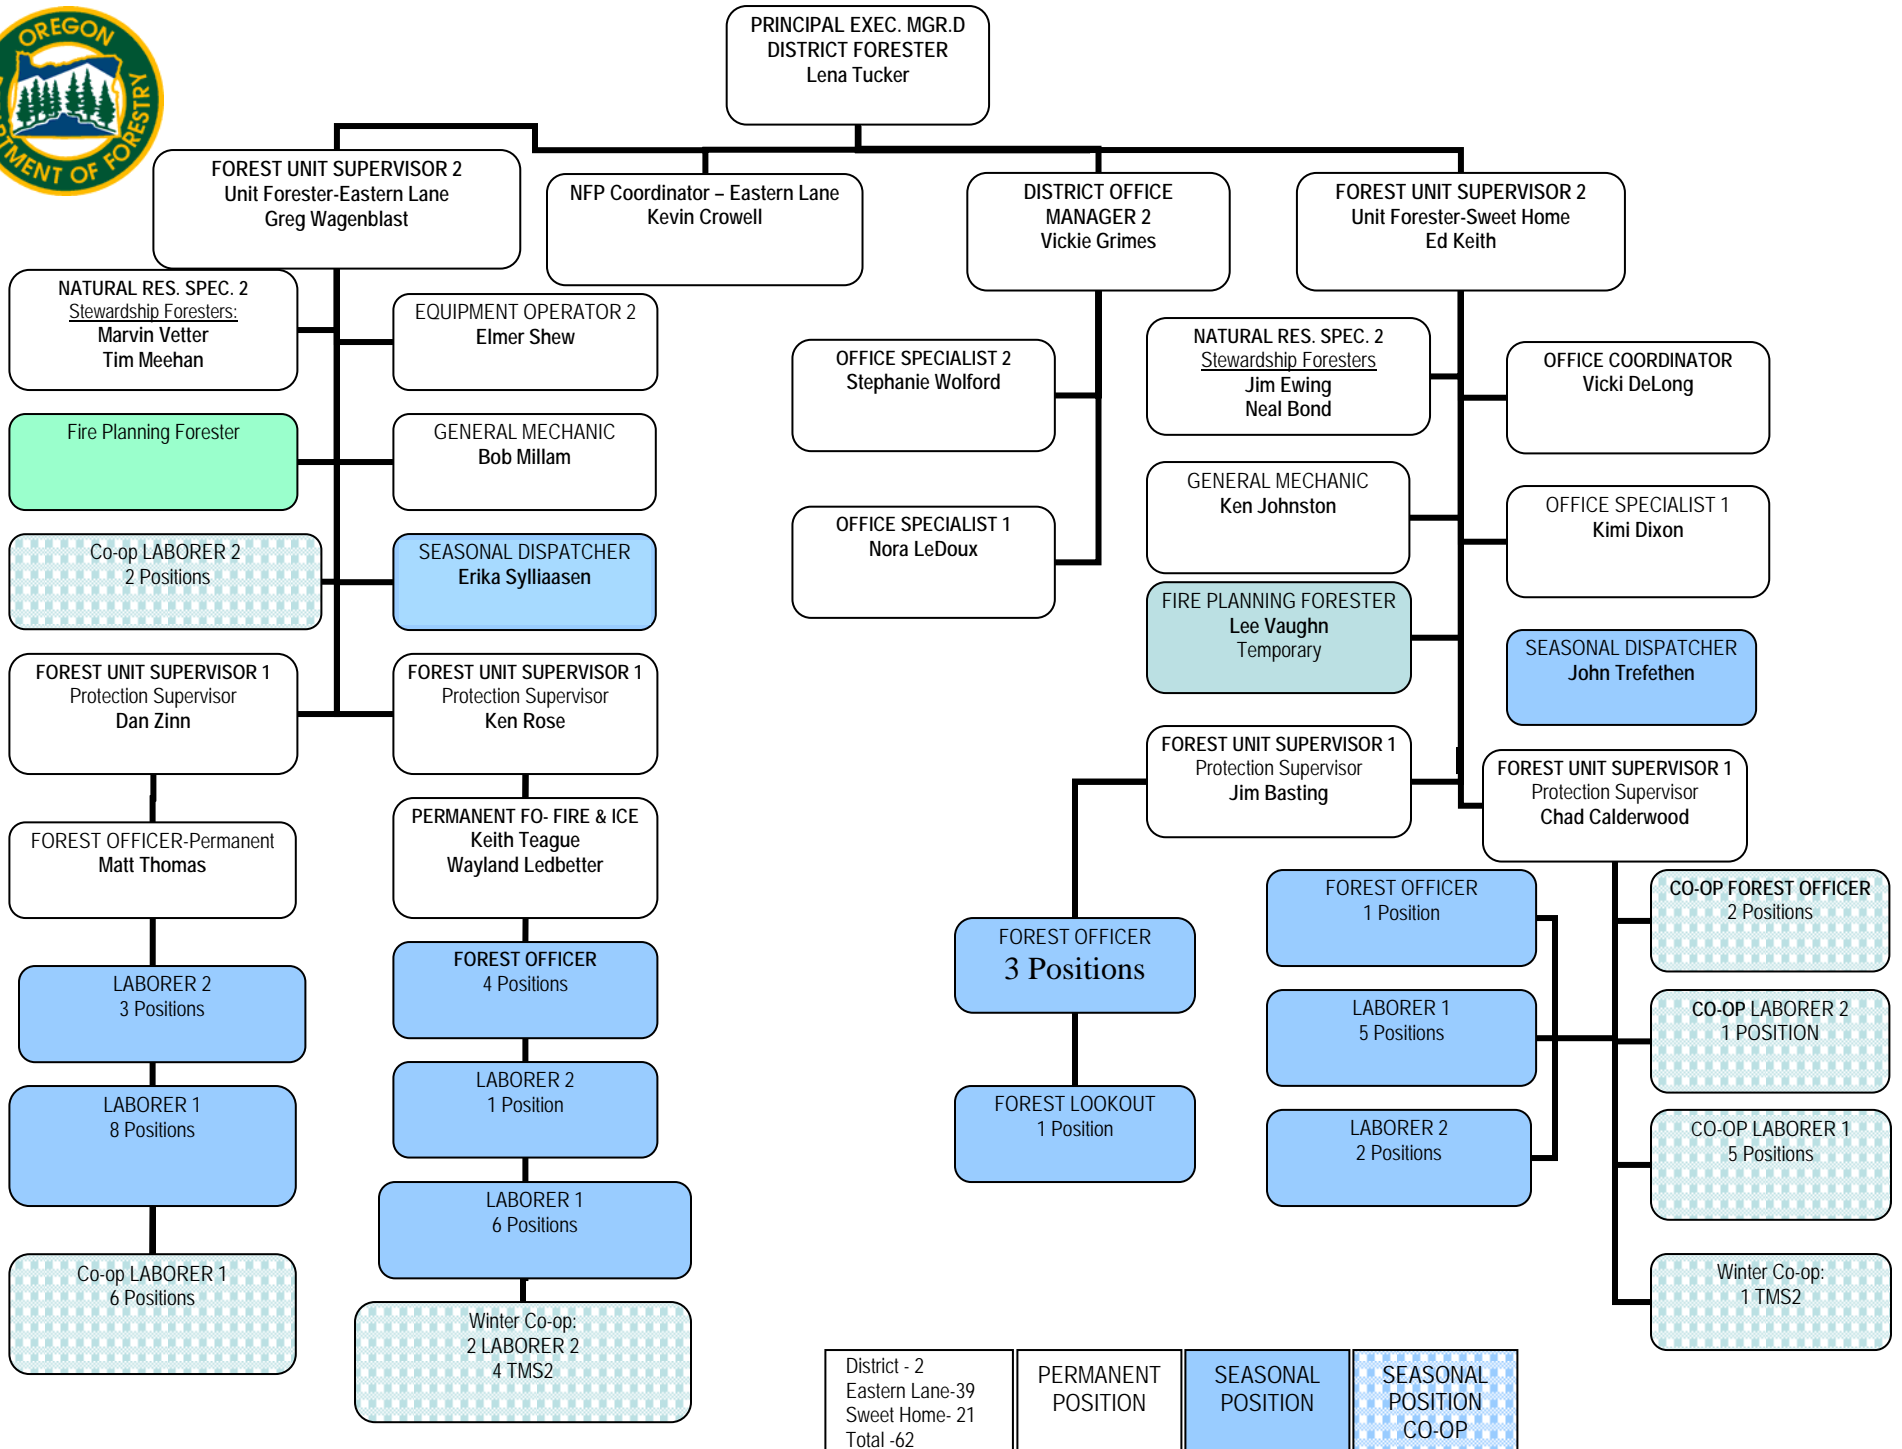 OREGON
DEPARTMENT OF FORESTRY
PRINCIPAL EXEC. MGR.D
DISTRICT FORESTER
Lena Tucker
FOREST UNIT SUPERVISOR 2
Unit Forester-Eastern Lane
Greg Wagenblast
NFP Coordinator – Eastern Lane
Kevin Crowell
DISTRICT OFFICE
MANAGER 2
Vickie Grimes
FOREST UNIT SUPERVISOR 2
Unit Forester-Sweet Home
Ed Keith
NATURAL RES. SPEC. 2
Stewardship Foresters:
Marvin Vetter
Tim Meehan
EQUIPMENT OPERATOR 2
Elmer Shew
OFFICE SPECIALIST 2
Stephanie Wolford
NATURAL RES. SPEC. 2
Stewardship Foresters
Jim Ewing
Neal Bond
OFFICE COORDINATOR
Vicki DeLong
Fire Planning Forester
GENERAL MECHANIC
Bob Millam
OFFICE SPECIALIST 1
Nora LeDoux
GENERAL MECHANIC
Ken Johnston
OFFICE SPECIALIST 1
Kimi Dixon
Co-op LABORER 2
2 Positions
SEASONAL DISPATCHER
Erika Sylliaasen
FIRE PLANNING FORESTER
Lee Vaughn
Temporary
SEASONAL DISPATCHER
John Trefethen
FOREST UNIT SUPERVISOR 1
Protection Supervisor
Dan Zinn
FOREST UNIT SUPERVISOR 1
Protection Supervisor
Ken Rose
FOREST UNIT SUPERVISOR 1
Protection Supervisor
Jim Basting
FOREST UNIT SUPERVISOR 1
Protection Supervisor
Chad Calderwood
FOREST OFFICER-Permanent
Matt Thomas
PERMANENT FO- FIRE & ICE
Keith Teague
Wayland Ledbetter
FOREST OFFICER
3 Positions
FOREST OFFICER
1 Position
CO-OP FOREST OFFICER
2 Positions
LABORER 2
3 Positions
FOREST OFFICER
4 Positions
LABORER 1
5 Positions
CO-OP LABORER 2
1 POSITION
LABORER 1
8 Positions
LABORER 2
1 Position
FOREST LOOKOUT
1 Position
LABORER 2
2 Positions
CO-OP LABORER 1
5 Positions
LABORER 1
6 Positions
Co-op LABORER 1
6 Positions
Winter Co-op:
2 LABORER 2
4 TMS2
Winter Co-op:
1 TMS2
District - 2
Eastern Lane-39
Sweet Home- 21
Total -62
PERMANENT
POSITION
SEASONAL
POSITION
SEASONAL
POSITION
CO-OP